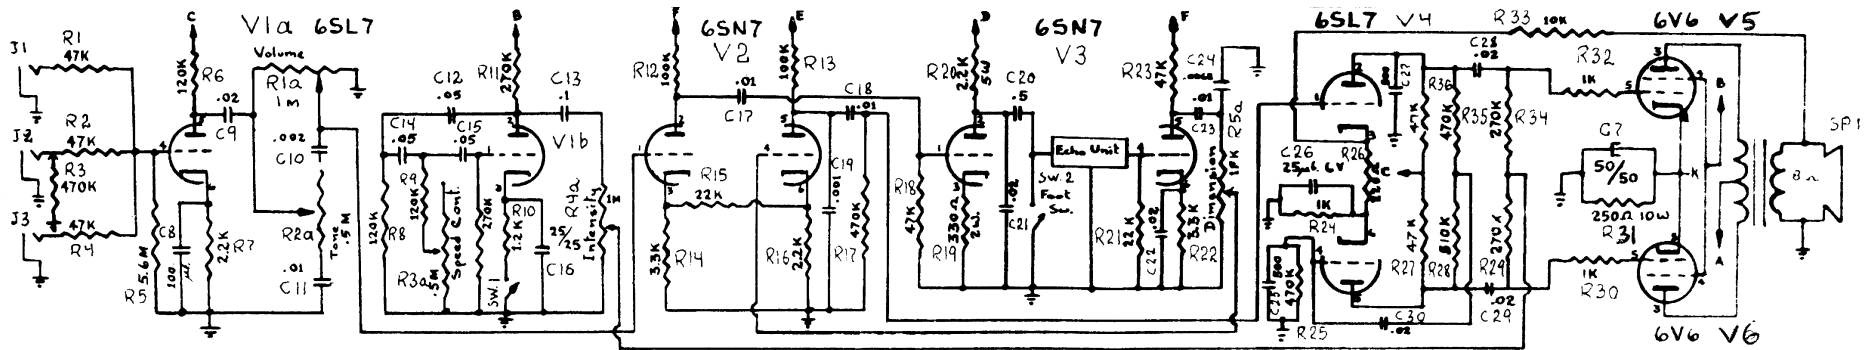 V1a 6SL7
6SN7
V2
6SN7
V3
6SL7 V4
6V6 V5
J1
R1
47K
J2
R2
47K
R3
470K
J3
47K
R4
C
120K
R6
.02
C9
Volume
R1a
1m
.002
C10
R2a
Tone
.5M
.01
C11
R5
5.6M
C8
100
R7
2.2K
B
R11
270K
C12
.05
C13
.1
C14
.05
C15
.05
V1b
120K
R8
R9
120K
R3a
.5M
Speed Cont.
270K
R10
1.2K
SW.1
25/25
C16
R4a
Intensity
1M
F
R12
100K
E
R13
100K
.01
C17
C18
.01
R15
22K
3.3K
R14
R16
2.2K
C19
.001
470K
R17
D
R20
2.2K
5W
C20
.5
R18
47K
R19
330Ω
2W.
.02
C21
Echo Unit
SW.2
Foot
Sw.
F
R23
47K
C24
.01
C23
R5a
Dimension
R21
22K
C22
.02
3.3K
R22
C27
500
C28
.02
R33
10K
R32
1K
R36
47K
R35
470K
R34
270K
R26
C
C26
25µf. 6V
1K
R24
C25
500
470K
R25
47K
R27
R28
R29
270K
.02
C29
C30
.02
C7
50/
50
250Ω 10W
R31
1K
R30
K
B
A
8Ω
SP1
6V6 V6